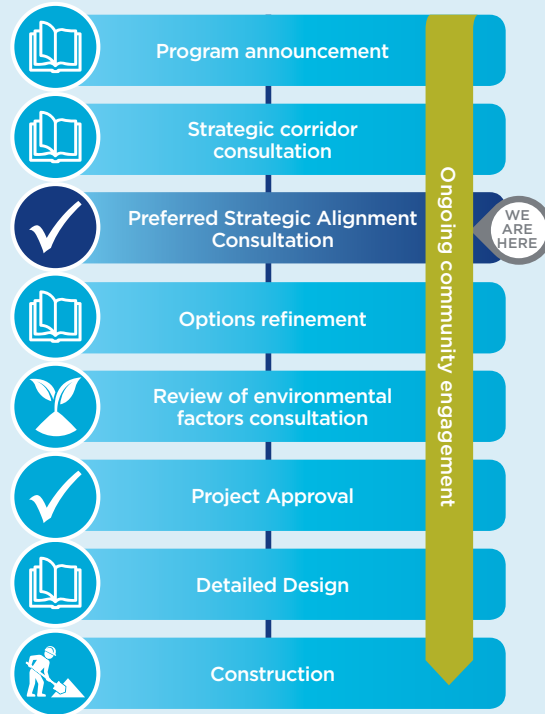 Program announcement
Strategic corridor
consultation
Preferred Strategic Alignment
Consultation
WE
ARE
HERE
Options refinement
Review of environmental
factors consultation
Project Approval
Detailed Design
Construction
Ongoing community engagement